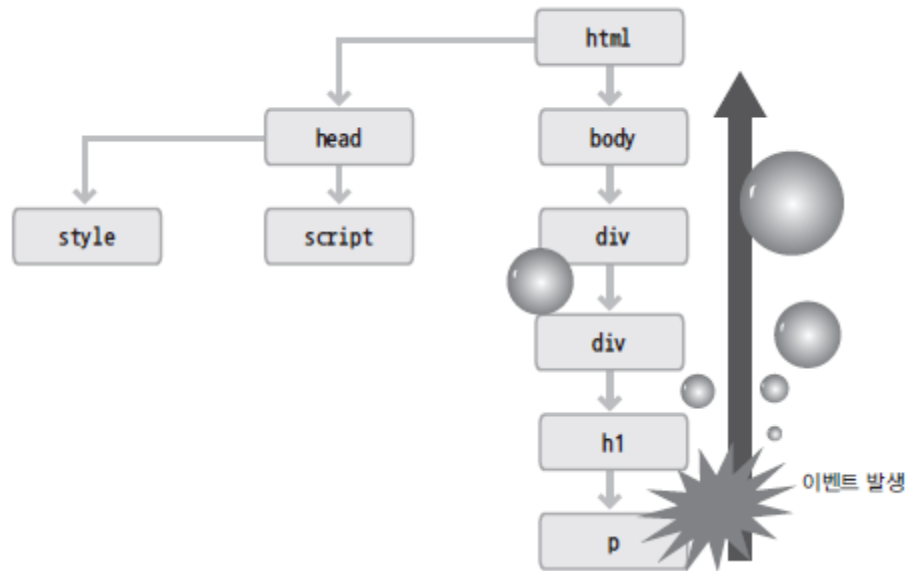 html
head
body
style
script
div
div
h1
이벤트 발생
p